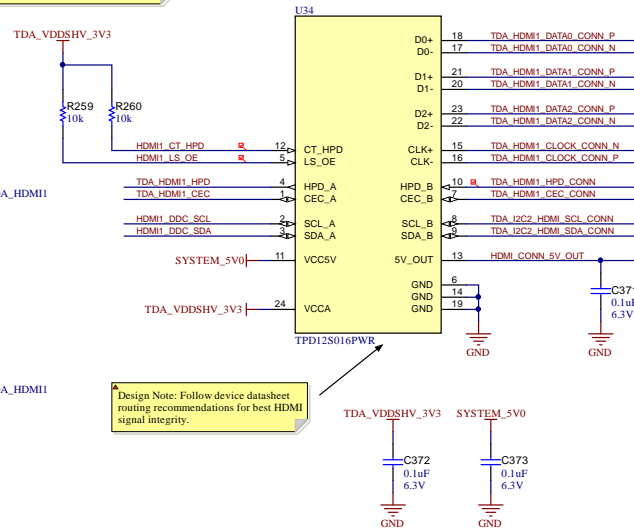 U34
TDA_VDDSHV_3V3
R259
10k
R260
10k
HDMI1_CT_HPD
12
CT_HPD
HDMI1_LS_OE
5
LS_OE
A_HDMI1
TDA_HDMI1_HPD
4
HPD_A
TDA_HDMI1_CEC
1
CEC_A
HDMI1_DDC_SCL
2
SCL_A
HDMI1_DDC_SDA
3
SDA_A
SYSTEM_5V0
11
VCC5V
TDA_VDDSHV_3V3
24
VCCA
D0+
18
TDA_HDMI1_DATA0_CONN_P
D0-
17
TDA_HDMI1_DATA0_CONN_N
D1+
21
TDA_HDMI1_DATA1_CONN_P
D1-
20
TDA_HDMI1_DATA1_CONN_N
D2+
23
TDA_HDMI1_DATA2_CONN_P
D2-
22
TDA_HDMI1_DATA2_CONN_N
CLK+
15
TDA_HDMI1_CLOCK_CONN_N
CLK-
16
TDA_HDMI1_CLOCK_CONN_P
HPD_B
10
TDA_HDMI1_HPD_CONN
CEC_B
7
TDA_HDMI1_CEC_CONN
SCL_B
8
TDA_I2C2_HDMI_SCL_CONN
SDA_B
9
TDA_I2C2_HDMI_SDA_CONN
5V_OUT
13
HDMI_CONN_5V_OUT
GND
6
GND
14
GND
19
GND
C371
0.1uF
6.3V
GND
TPD12S016PWR
A_HDMI1
Design Note: Follow device datasheet
routing recommendations for best HDMI
signal integrity.
TDA_VDDSHV_3V3
C372
0.1uF
6.3V
GND
SYSTEM_5V0
C373
0.1uF
6.3V
GND